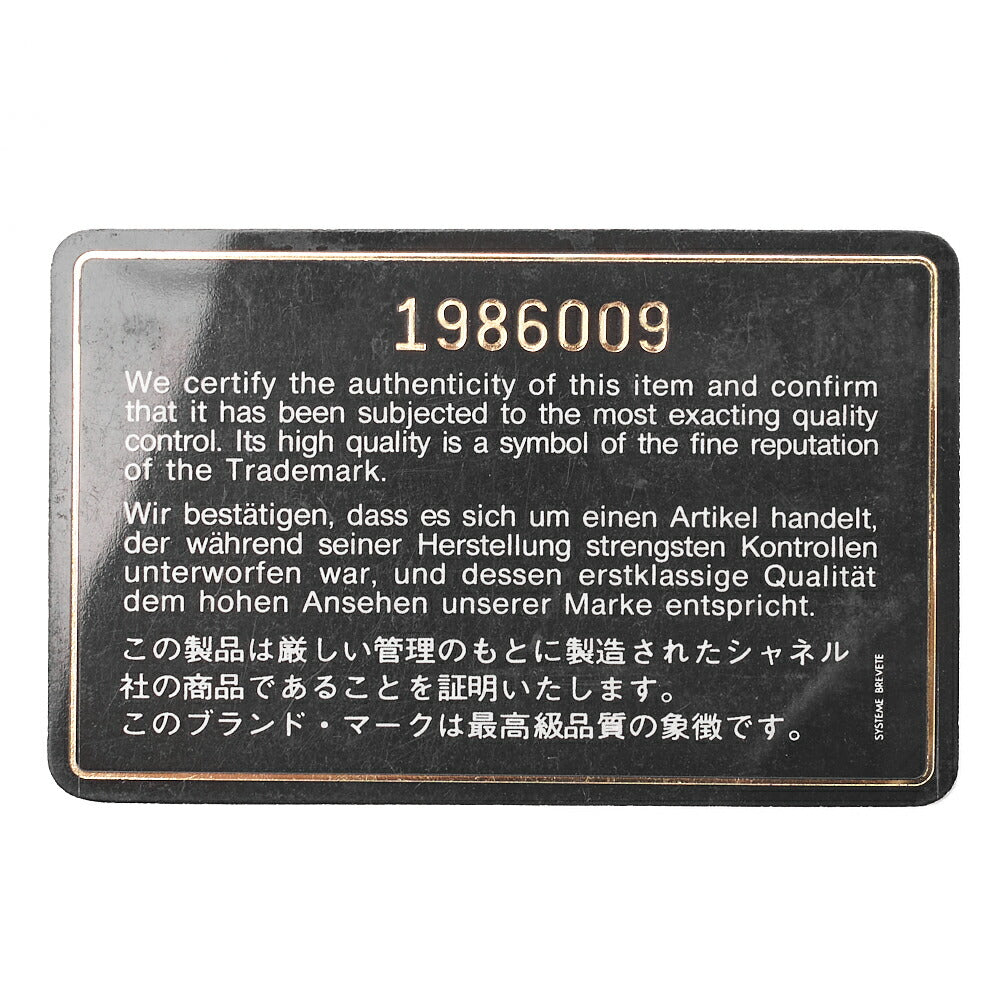 1986009
We certify the authenticity of this item and confirm
that it has been subjected to the most exacting quality
control. Its high quality is a symbol of the fine reputation
of the Trademark.
Wir bestätigen, dass es sich um einen Artikel handelt,
der während seiner Herstellung strengsten Kontrollen
unterworfen war, und dessen erstklassige Qualität
dem hohen Ansehen unserer Marke entspricht.
この製品は厳しい管理のもとに製造されたシャネル
社の商品であることを証明いたします。
このブランド・マークは最高級品質の象徴です。
SYSTEME BREVETE